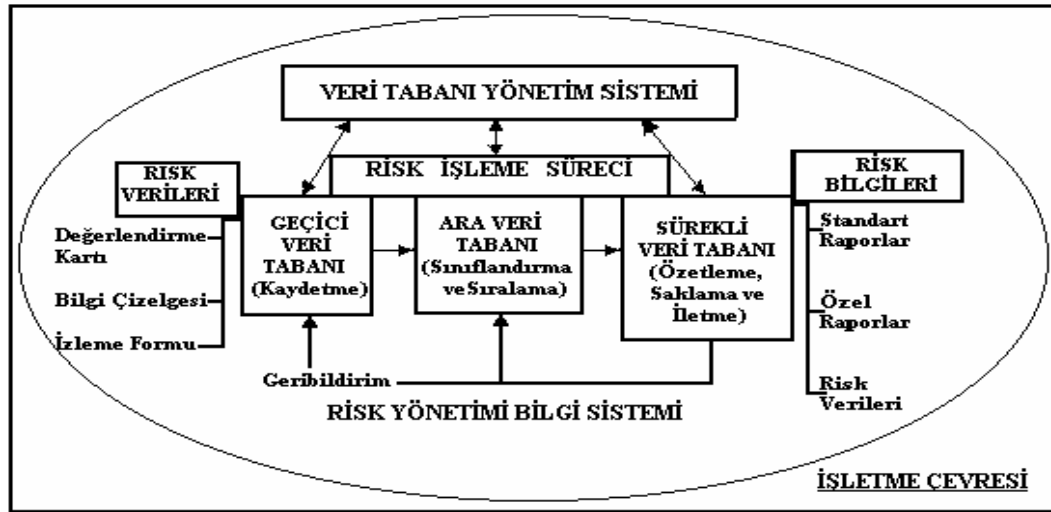 VERİ TABANI YÖNETİM SİSTEMİ
RISK
VERİLERİ
RİSK İŞLEME SÜRECİ
RİSK
BİLGİLERİ
Değerlendirme
Kartı
Bilgi Çizelgesi
İzleme Formu
GEÇİCİ
VERİ
TABANI
(Kaydetme)
ARA VERİ
TABANI
(Sınıflandırma
ve Sıralama)
SÜREKLİ
VERİ TABANI
(Özetleme,
Saklama ve
İletme)
Standart
Raporlar
Özel
Raporlar
Risk
Verileri
Geribildirim
RİSK YÖNETİMİ BİLGİ SİSTEMİ
İŞLETME ÇEVRESİ